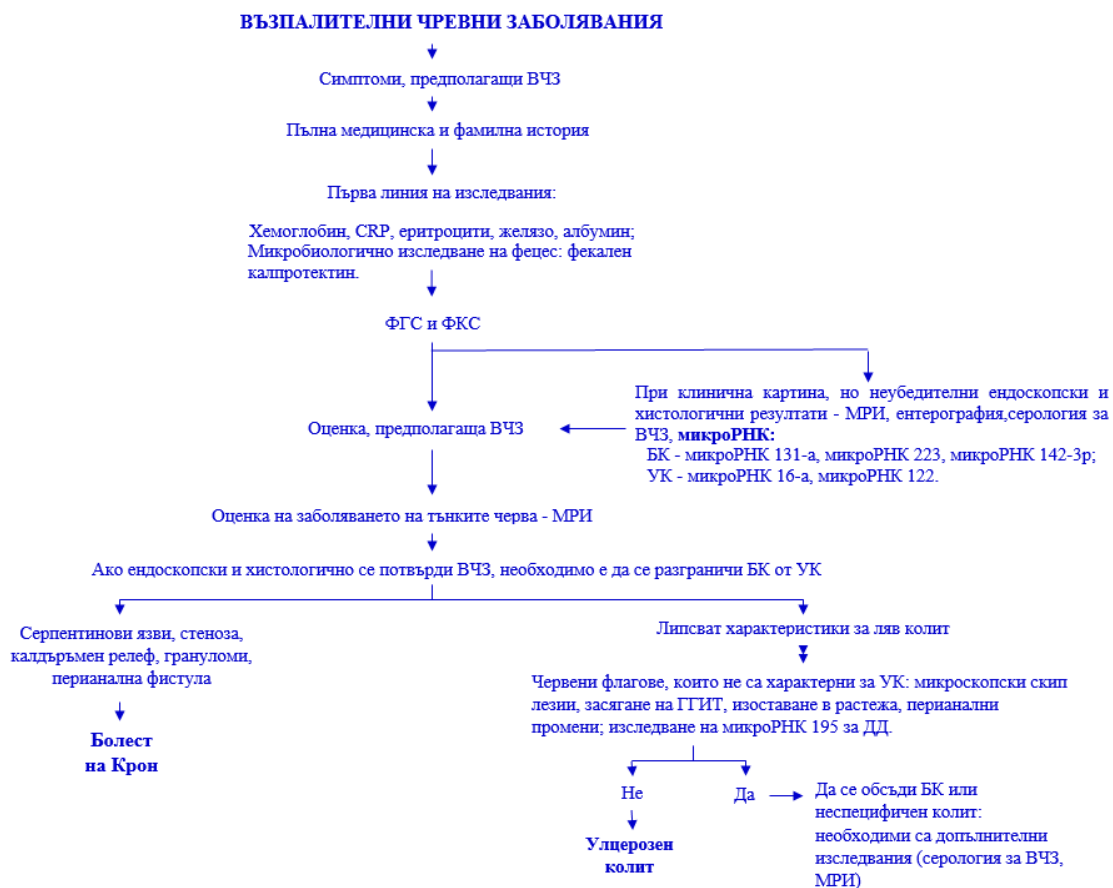 ВЪЗПАЛИТЕЛНИ ЧРЕВНИ ЗАБОЛЯВАНИЯ
Симптоми, предполагащи ВЧЗ
Пълна медицинска и фамилна история
Първа линия на изследвания:
Хемоглобин, CRP, еритроцити, желязо, албумин;
Микробиологично изследване на фецес: фекален
калпротектин.
ФГС и ФКС
При клинична картина, но неубедителни ендоскопски и
хистологични резултати - МРИ, ентерография,серология за
ВЧЗ, микроРНК:
БК - микроРНК 131-а, микроРНК 223, микроРНК 142-3p;
УК - микроРНК 16-а, микроРНК 122.
Оценка, предполагаща ВЧЗ
Оценка на заболяването на тънките черва - МРИ
Ако ендоскопски и хистологично се потвърди ВЧЗ, необходимо е да се разграничи БК от УК
Серпентинови язви, стеноза,
калдъръмен релеф, грануломи,
перианална фистула
Болест
на Крон
Липсват характеристики за ляв колит
Червени флагове, които не са характерни за УК: микроскопски скип
лезии, засягане на ГГИТ, изоставане в растежа, перианални
промени; изследване на микроРНК 195 за ДД.
Не
Да
Улцерозен
колит
Да се обсъди БК или
неспецифичен колит:
необходими са допълнителни
изследвания (серология за ВЧЗ,
МРИ)